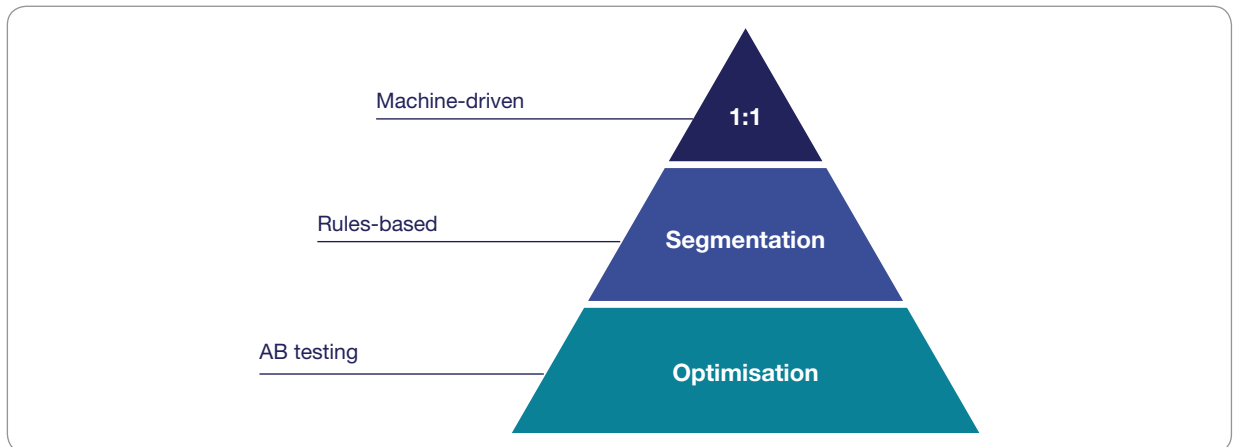 Machine-driven
1:1
Rules-based
Segmentation
AB testing
Optimisation